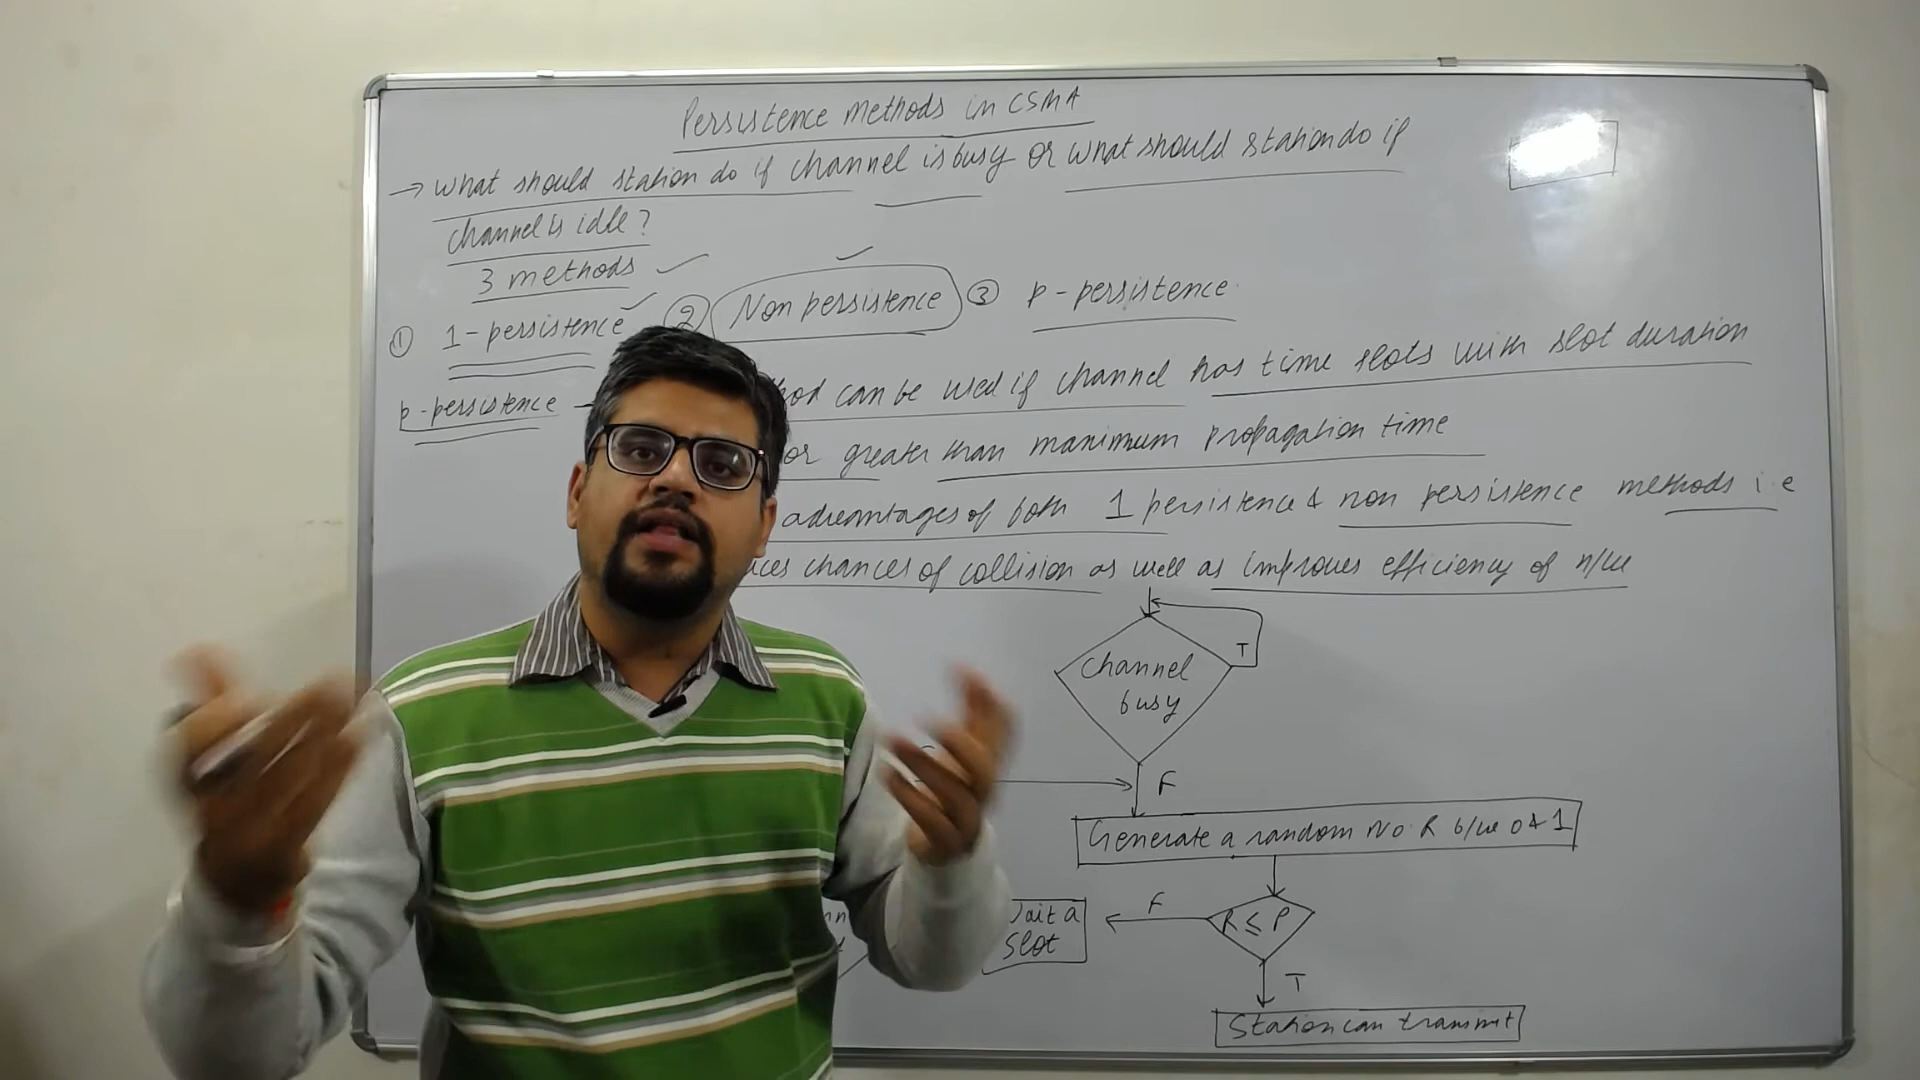 Persistence Methods in CSMA
→ What should station do if channel is busy or what should station do if
channel is idle?
3 methods
① 1-persistence ② Non persistence ③ p-persistence
p-persistence can be used if channel has time slots with slot duration
or greater than maximum propagation time
advantages of both 1 persistence & non persistence methods i.e
chances of collision as well as improves efficiency of n/w
Channel
busy
T
F
Generate a random No R b/w 0 & 1
R ≤ P
F
Wait a
Slot
T
Station can transmit